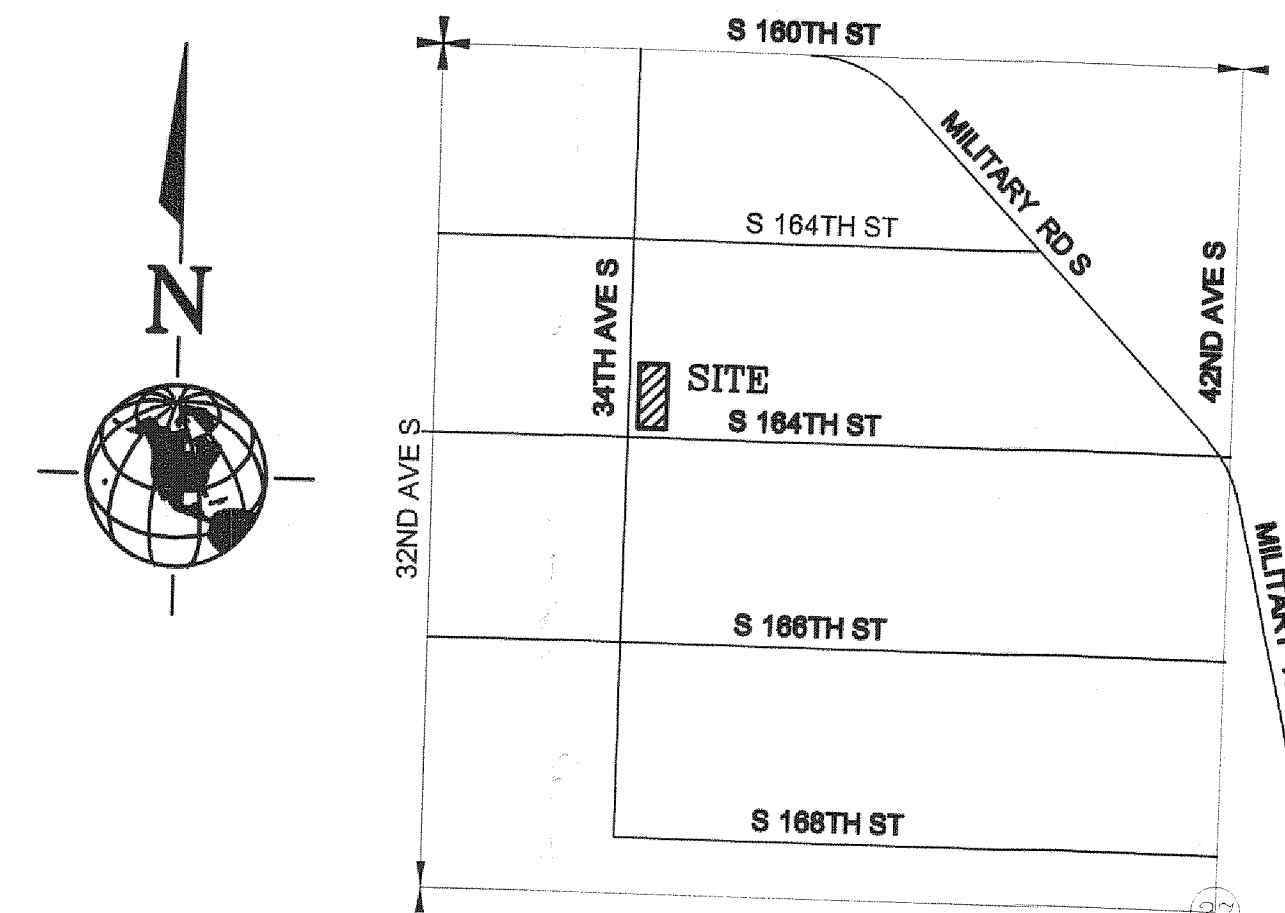 S 160TH ST
MILITARY RD S
S 164TH ST
N
34TH AVE S
42ND AVE S
SITE
S 164TH ST
32ND AVE S
MILITARY
S 166TH ST
S 168TH ST